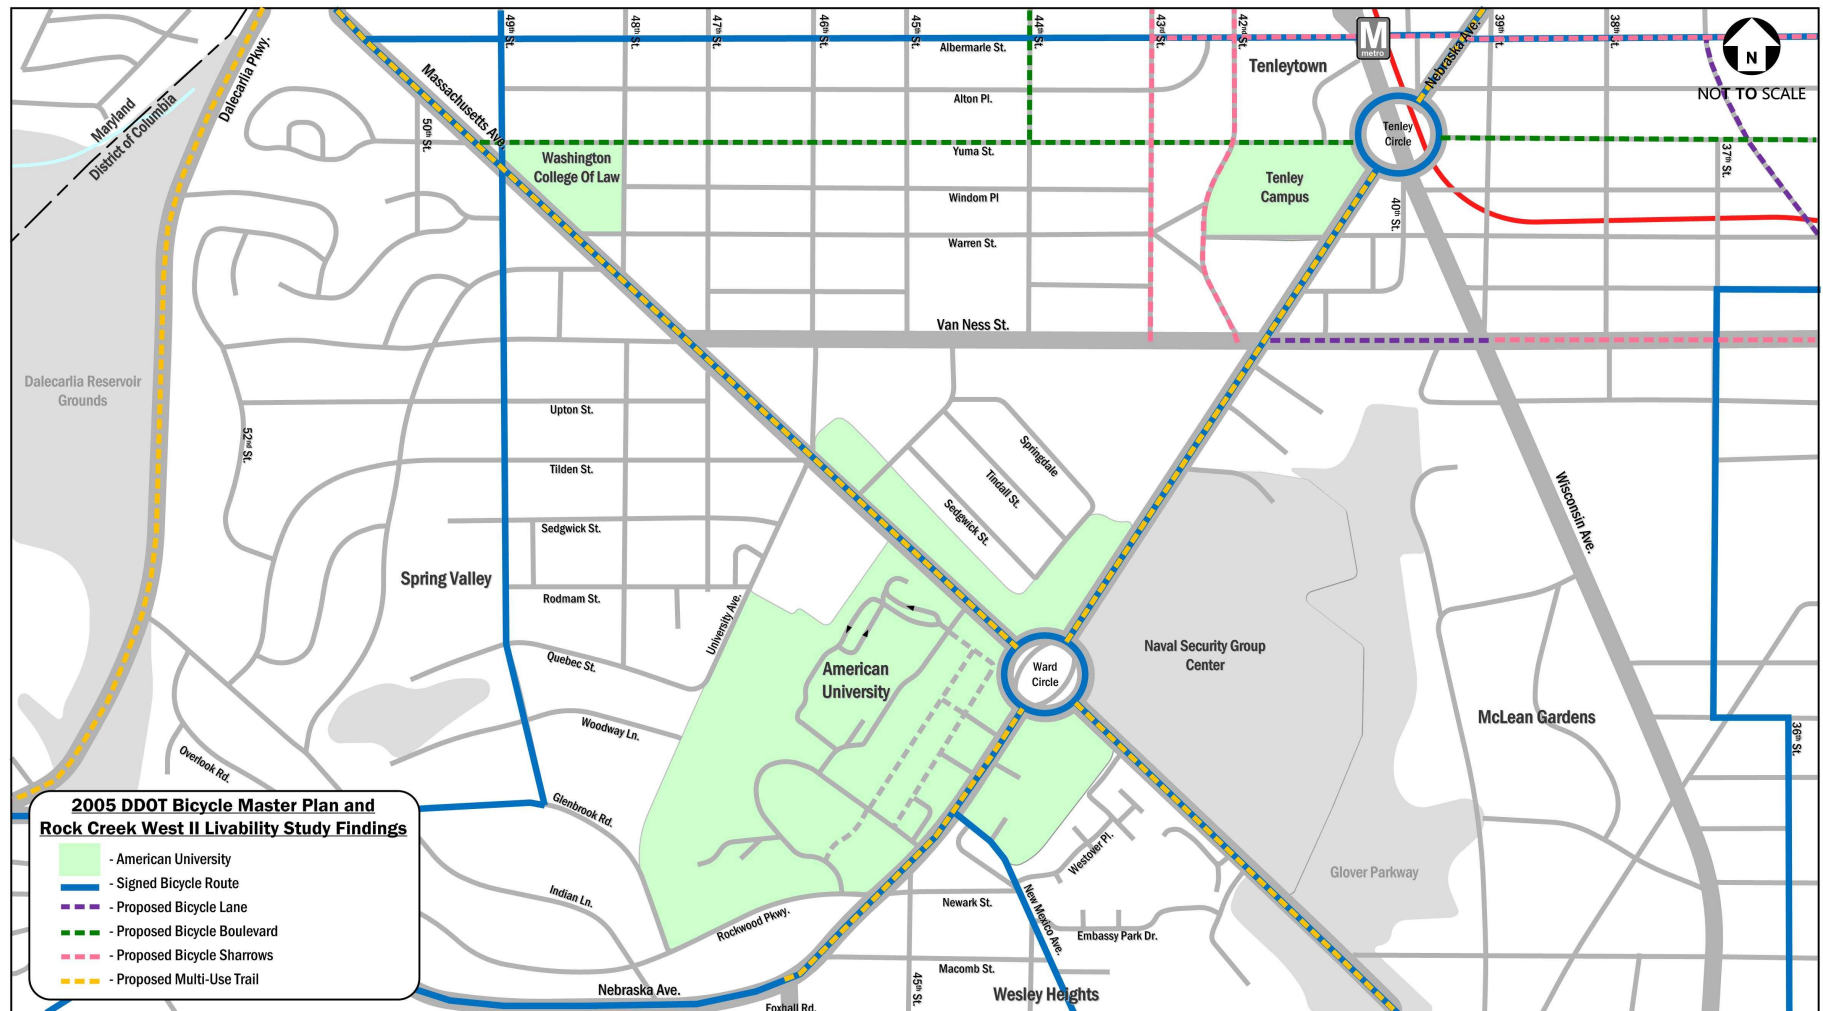 49th St.
48th St.
47th St.
46th St.
45th St.
44th St.
43rd St.
42nd St.
39th St.
38th St.
Albermarle St.
M
metro
Nebraska Ave.
N
NOT TO SCALE
Dalecarlia Pkwy.
Maryland
District of Columbia
Massachusetts Ave.
50th St.
Tenleytown
Alton Pl.
Tenley
Circle
Yuma St.
Washington
College Of Law
Tenley
Campus
37th St.
Windom Pl
40th St.
Warren St.
Van Ness St.
Dalecarlia Reservoir
Grounds
52nd St.
Upton St.
Tilden St.
Springdale
Tindall St.
Sedgwick St.
Sedgwick St.
Wisconsin Ave.
Spring Valley
Rodmam St.
University Ave.
Quebec St.
American
University
Ward
Circle
Naval Security Group
Center
McLean Gardens
36th St.
Woodway Ln.
Overlook Rd.
Glenbrook Rd.
Westover Pl.
Glover Parkway
Indian Ln.
Rockwood Pkwy.
Newark St.
New Mexico Ave.
Embassy Park Dr.
Macomb St.
45th St.
Nebraska Ave.
Wesley Heights
Foxhall Rd.
2005 DDOT Bicycle Master Plan and
Rock Creek West II Livability Study Findings
- American University
- Signed Bicycle Route
- Proposed Bicycle Lane
- Proposed Bicycle Boulevard
- Proposed Bicycle Sharrows
- Proposed Multi-Use Trail